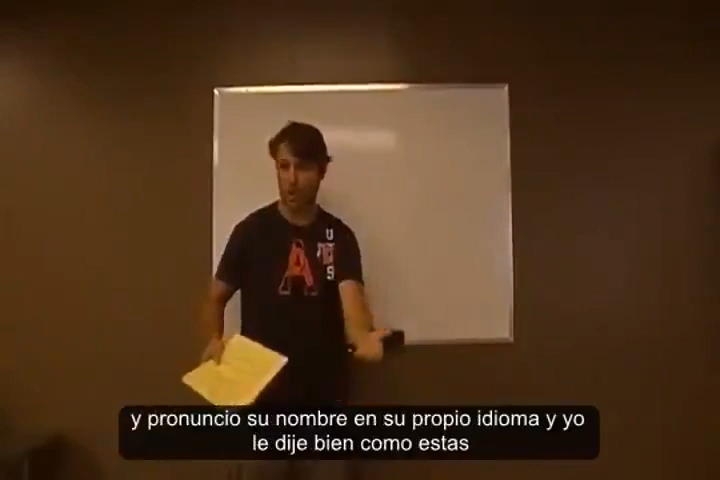 U
A
S
y pronuncio su nombre en su propio idioma y yo
le dije bien como estas